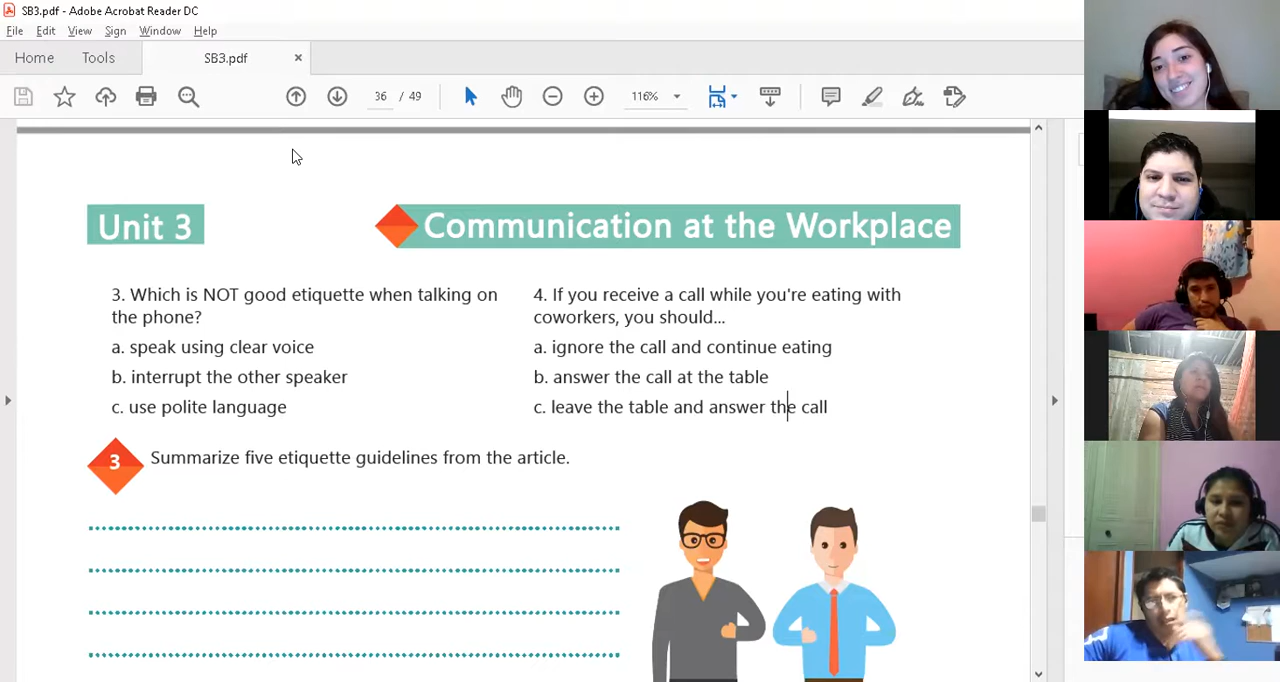 SB3.pdf - Adobe Acrobat Reader DC
File Edit View Sign Window Help
Home Tools SB3.pdf ×
36 / 49 116%
Unit 3 Communication at the Workplace
3. Which is NOT good etiquette when talking on
the phone?
a. speak using clear voice
b. interrupt the other speaker
c. use polite language
4. If you receive a call while you're eating with
coworkers, you should...
a. ignore the call and continue eating
b. answer the call at the table
c. leave the table and answer the call
3 Summarize five etiquette guidelines from the article.